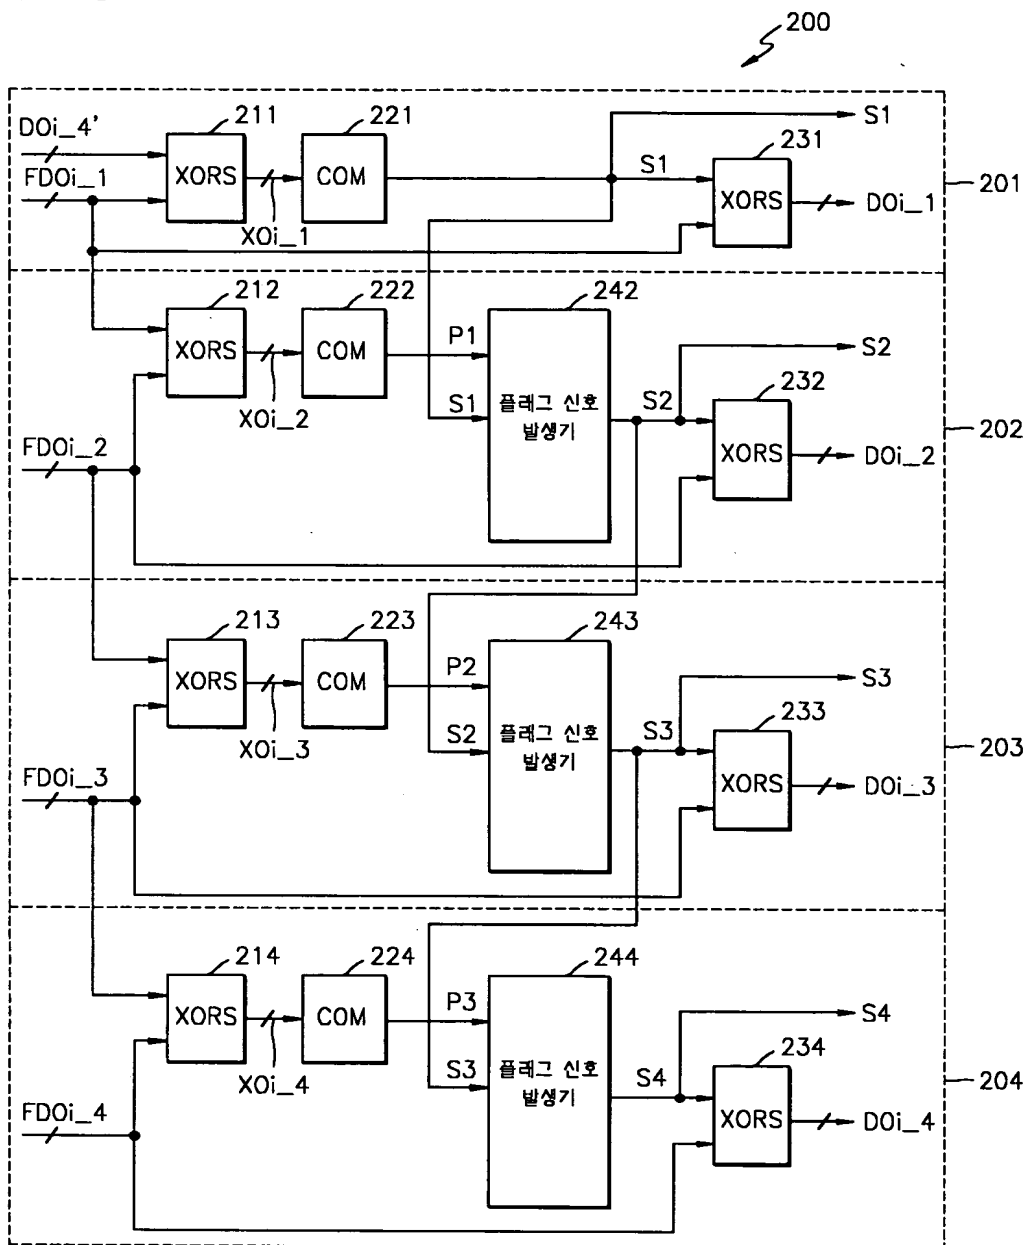 200
DOi_4'
211
221
S1
FDOi_1
XORS
COM
S1
231
XORS
201
DOi_1
XOi_1
212
222
242
XORS
COM
P1
S2
XOi_2
S1
플래그 신호
발생기
S2
232
XORS
202
FDOi_2
DOi_2
213
223
243
XORS
COM
P2
S3
XOi_3
S2
플래그 신호
발생기
S3
233
XORS
203
FDOi_3
DOi_3
214
224
244
XORS
COM
P3
S4
XOi_4
S3
플래그 신호
발생기
S4
234
XORS
204
FDOi_4
DOi_4